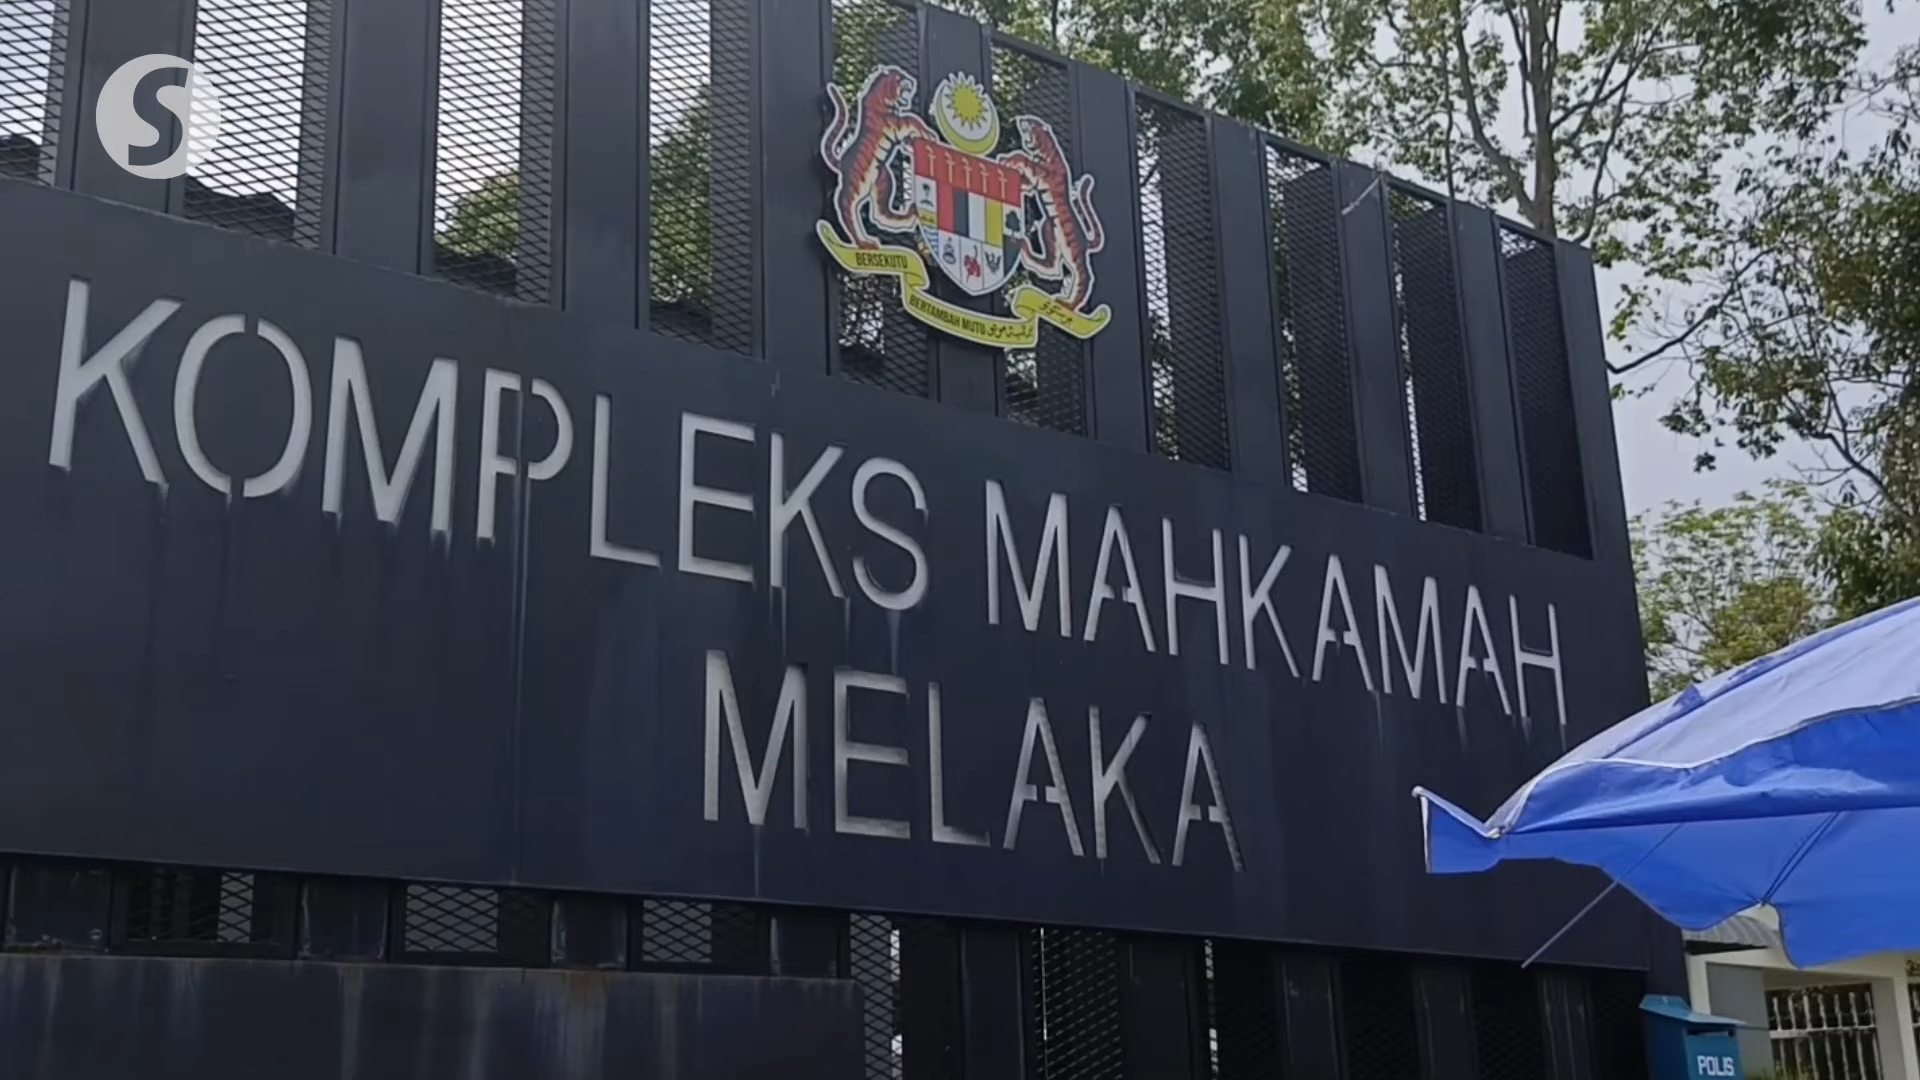 S
BERSEKUTU
BERTAMBAH MUTU
KOMPLEKS MAHKAMAH
MELAKA
POLIS